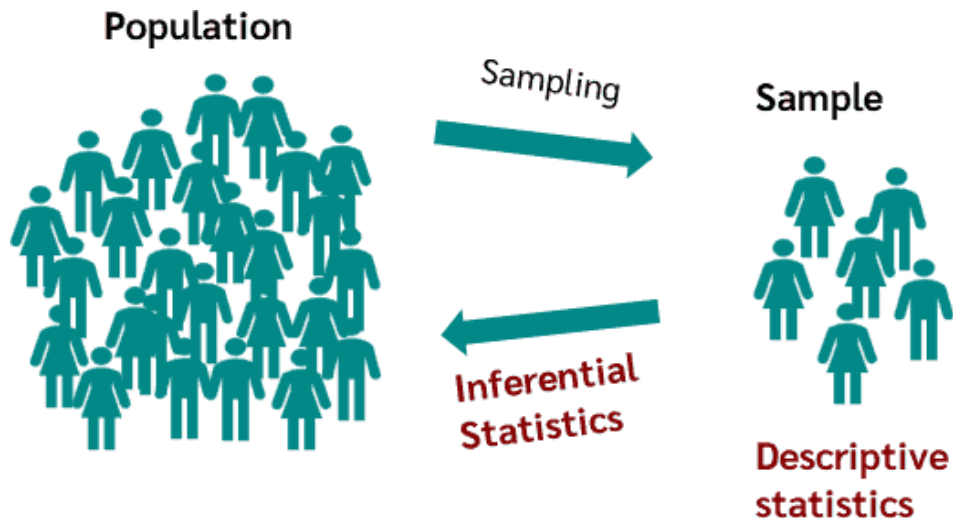 Population
Sampling
Sample
Inferential
Statistics
Descriptive
statistics